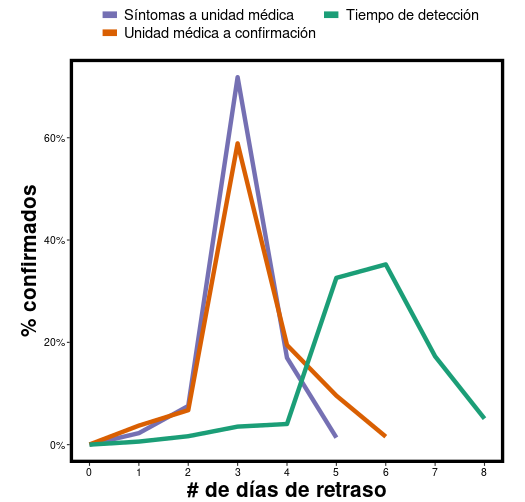 Síntomas a unidad médica
Tiempo de detección
Unidad médica a confirmación
% confirmados
60%
40%
20%
0%
0 1 2 3 4 5 6 7 8
# de días de retraso